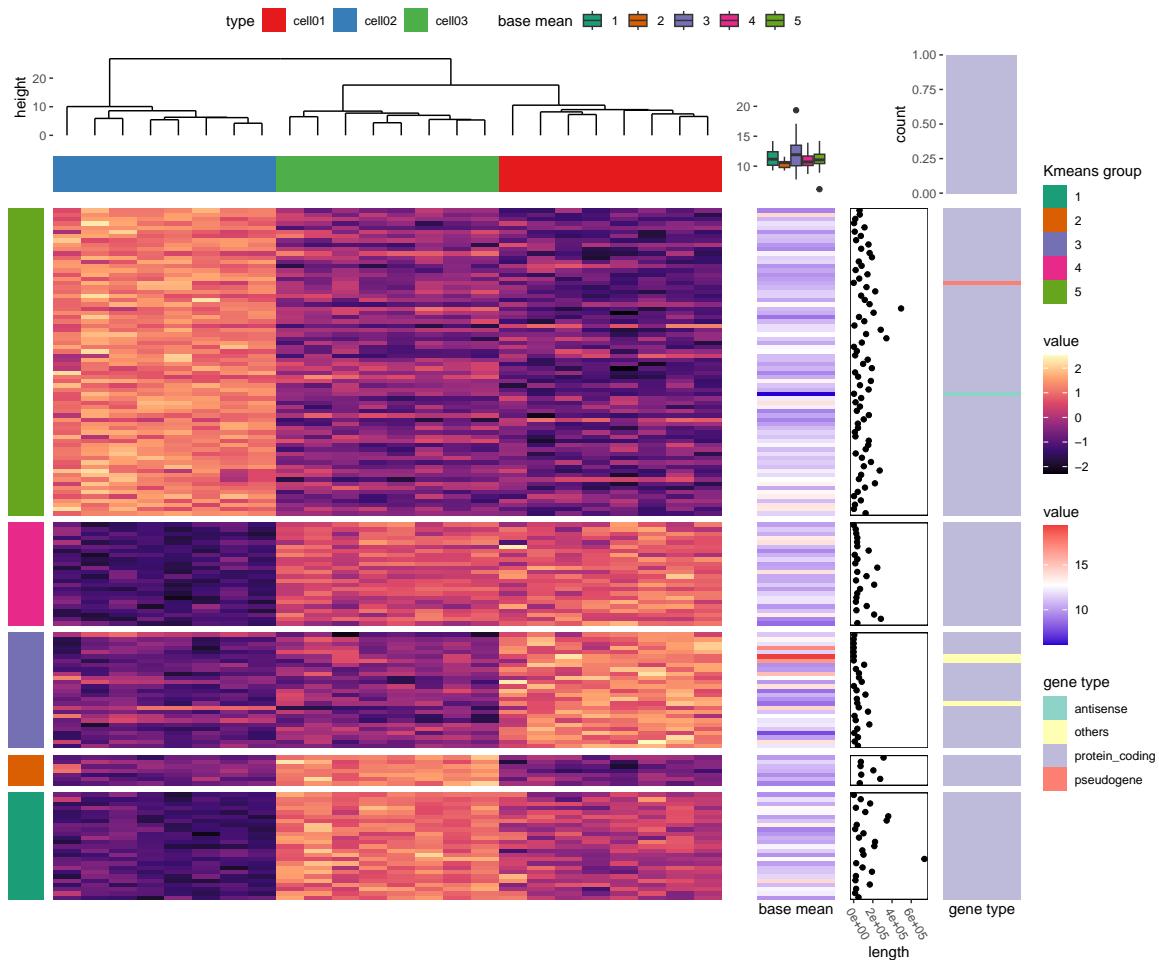 type cell01 cell02 cell03 base mean 1 2 3 4 5
height
20
0
20
15
10
count
1.00
0.75
0.50
0.25
0.00
Kmeans group
1
2
3
4
5
value
2
1
0
−1
−2
value
15
10
gene type
antisense
others
protein_coding
pseudogene
base mean
0e+00
2e+05
4e+05
6e+05
length
gene type